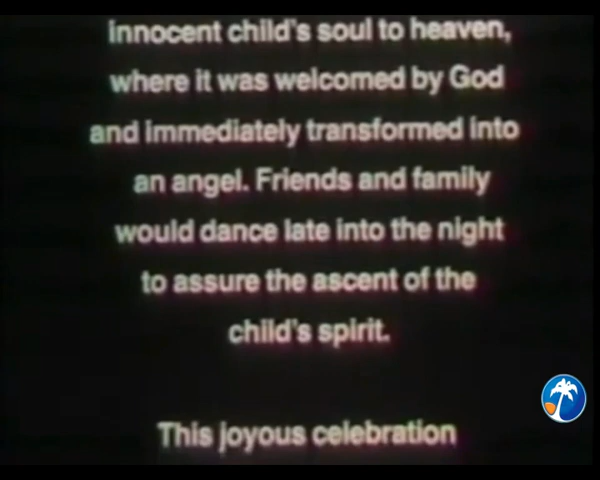 innocent child's soul to heaven,
where it was welcomed by God
and immediately transformed into
an angel. Friends and family
would dance late into the night
to assure the ascent of the
child's spirit.
This joyous celebration